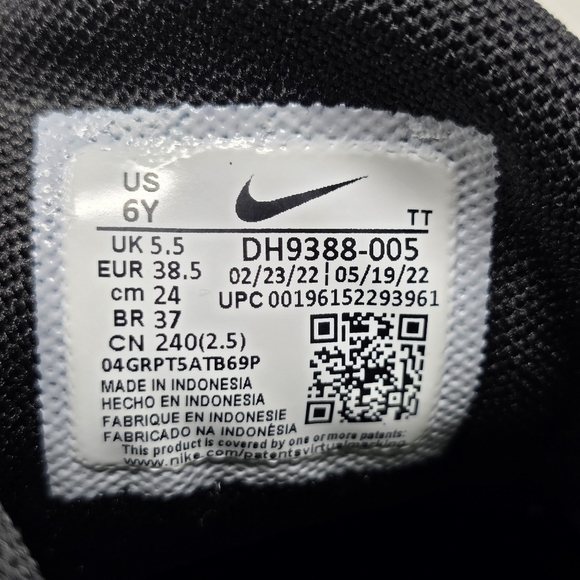 US
6Y
TT
UK 5.5
EUR 38.5
cm 24
BR 37
CN 240(2.5)
DH9388-005
02/23/22 | 05/19/22
UPC 00196152293961
04GRPT5ATB69P
MADE IN INDONESIA
HECHO EN INDONESIA
FABRIQUE EN INDONESIE
FABRICADO NA INDONÉSIA
This product is covered by one or more patents:
www.nike.com/patentsvirtualmarking